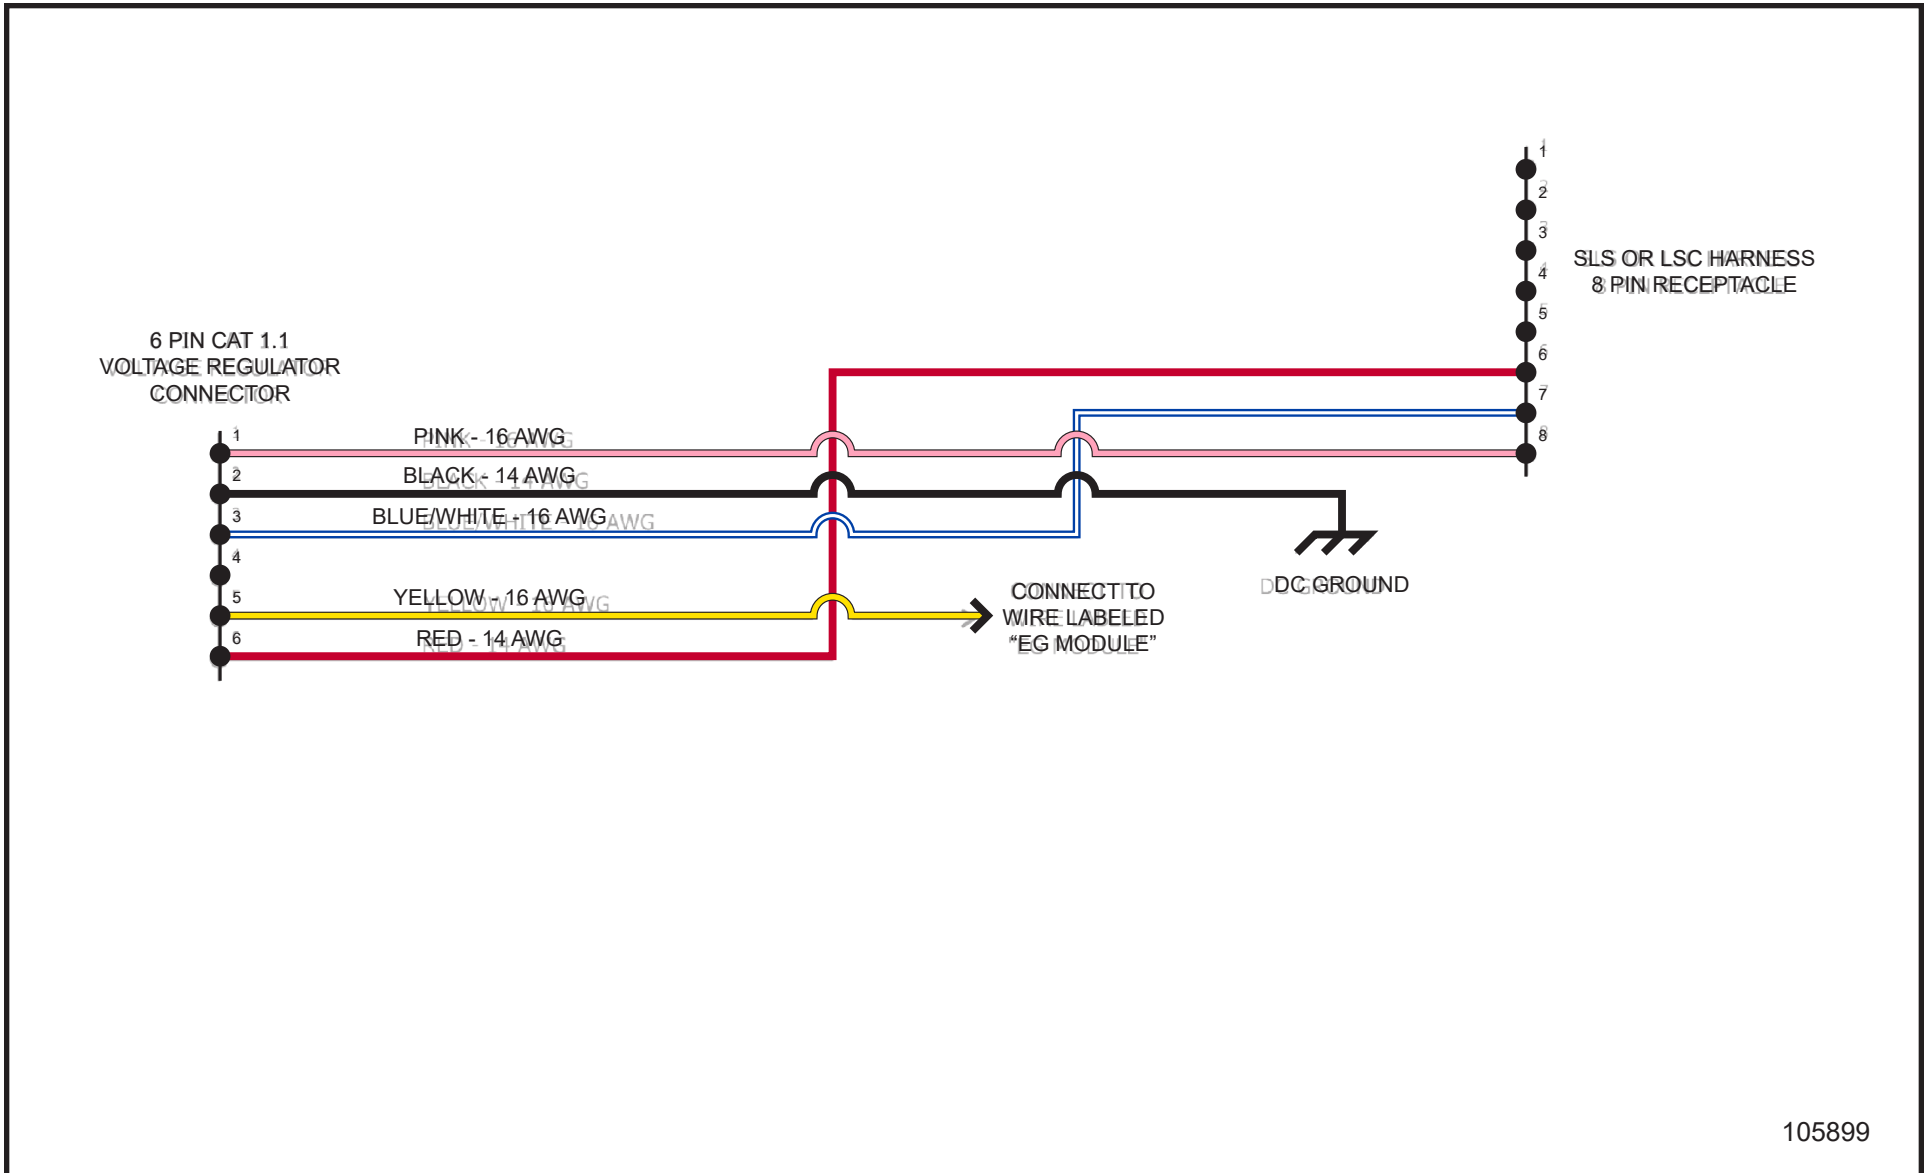 1
2
3
4
5
6
7
8
SLS OR LSC HARNESS
8 PIN RECEPTACLE
6 PIN CAT 1.1
VOLTAGE REGULATOR
CONNECTOR
1
PINK - 16 AWG
2
BLACK - 14 AWG
3
BLUE/WHITE - 16 AWG
4
5
YELLOW - 16 AWG
6
RED - 14 AWG
CONNECT TO
WIRE LABELED
“EG MODULE”
DC GROUND
105899